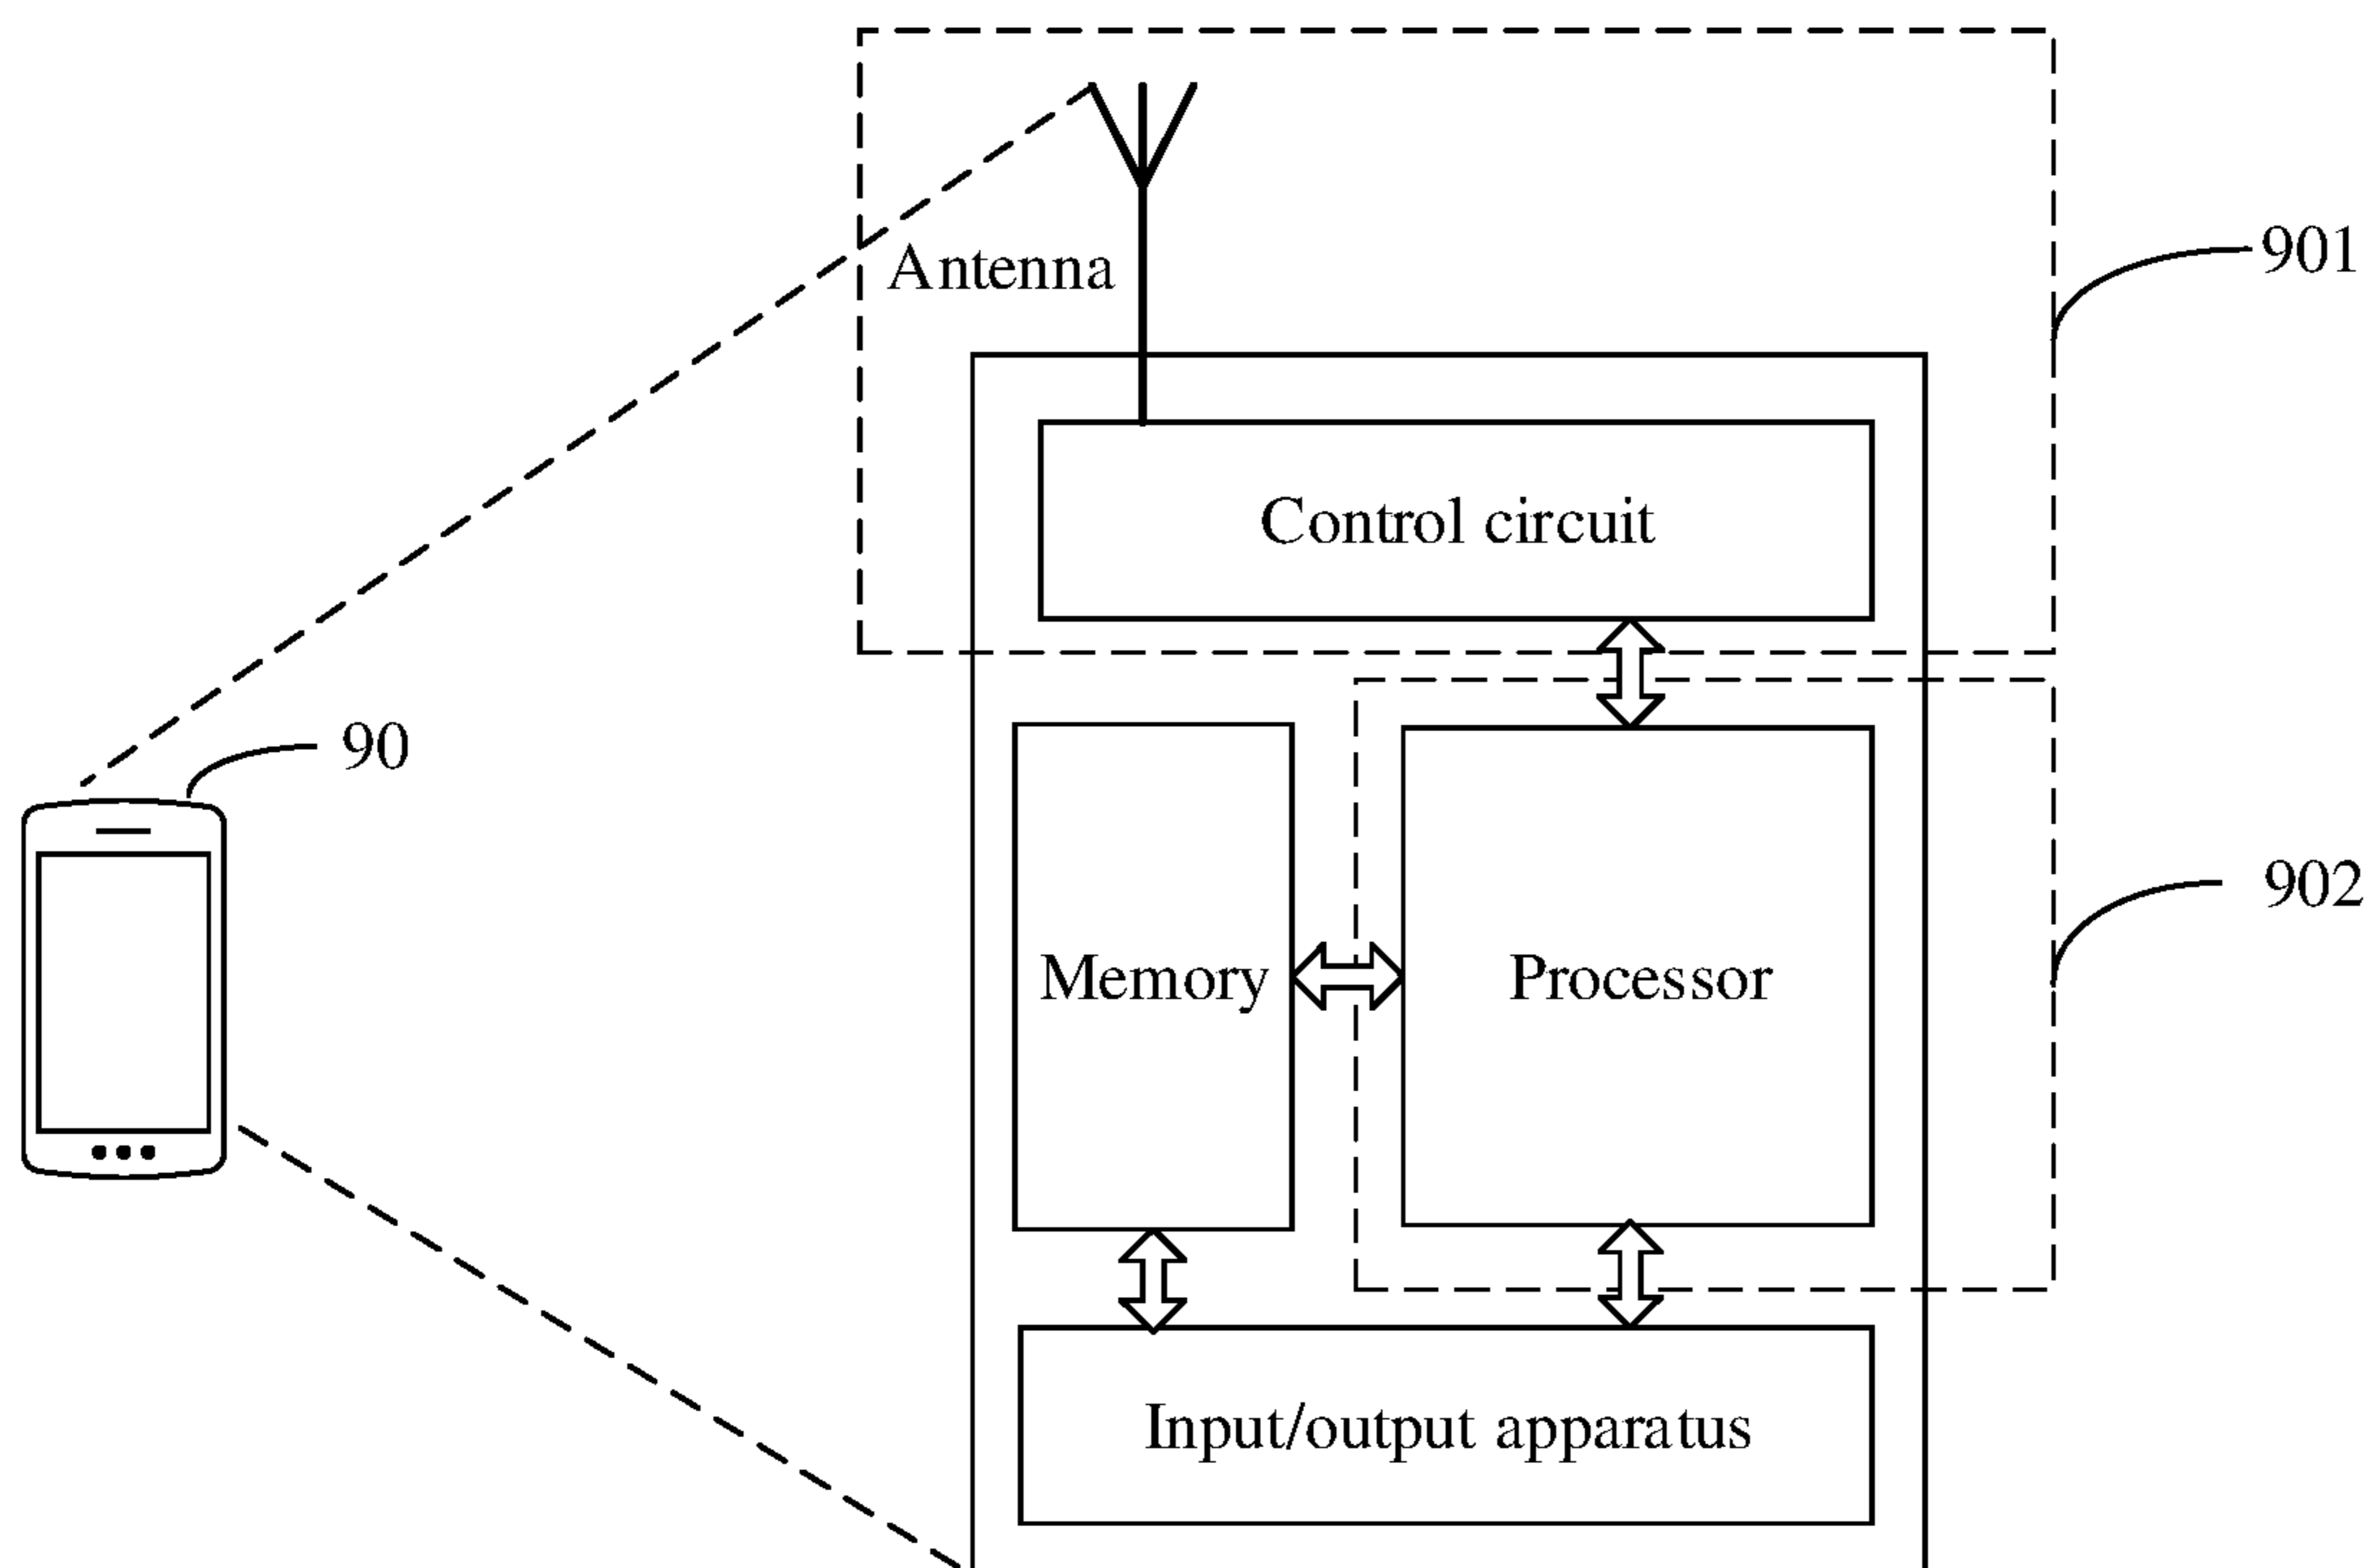 Antenna
901
Control circuit
90
902
Memory
Processor
Input/output apparatus